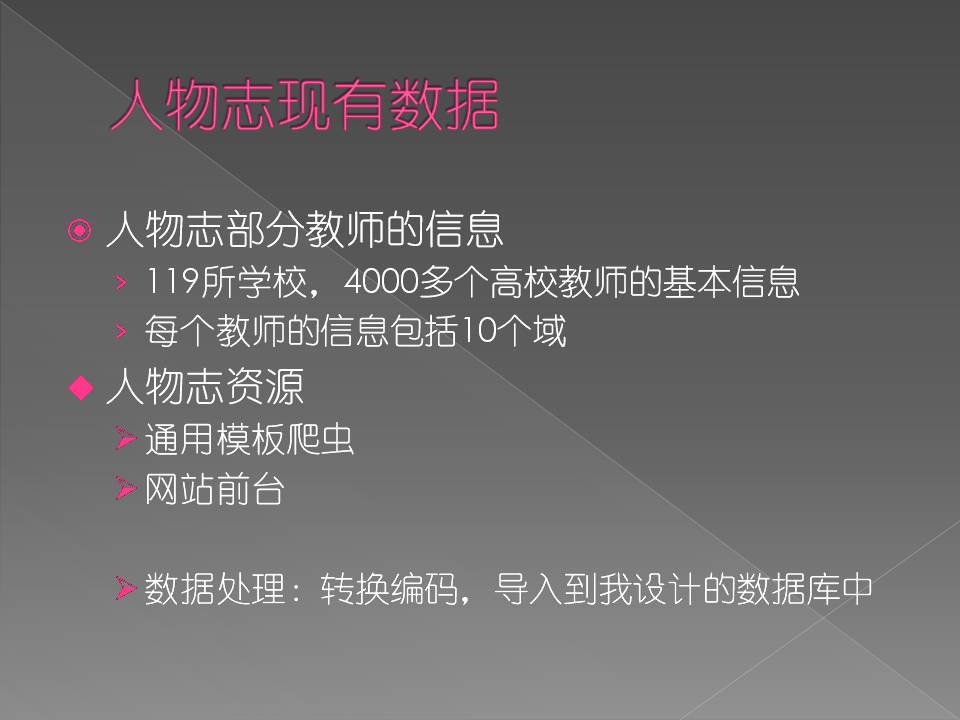 人物志现有数据
人物志部分教师的信息
119所学校，4000多个高校教师的基本信息
每个教师的信息包括10个域
人物志资源
通用模板爬虫
网站前台
数据处理：转换编码，导入到我设计的数据库中